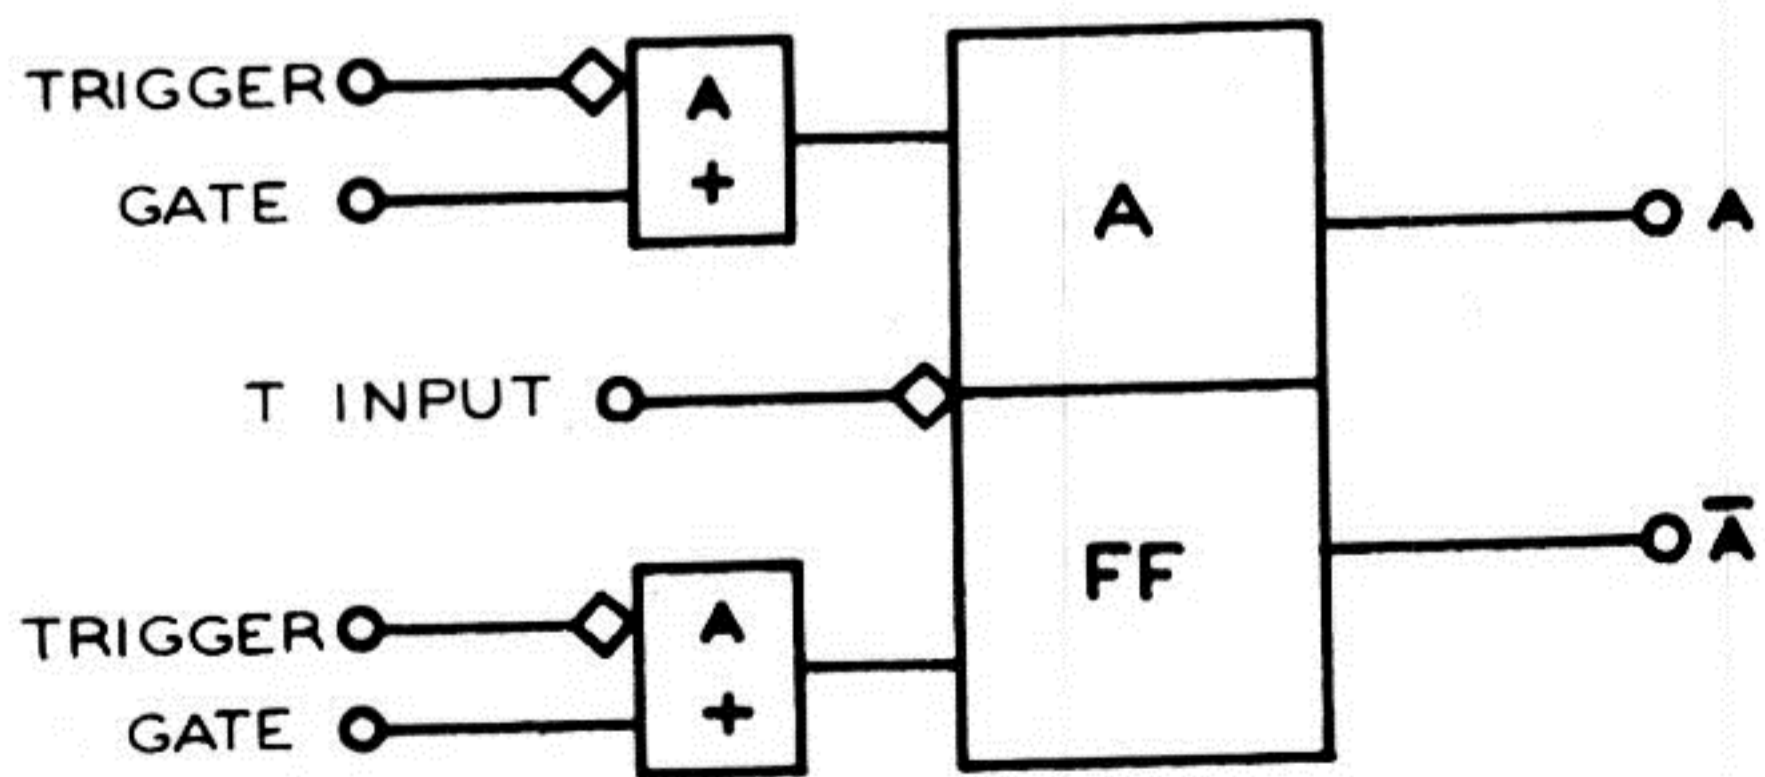 TRIGGER
A
+
GATE
A
A
T INPUT
FF
A̅
TRIGGER
A
+
GATE